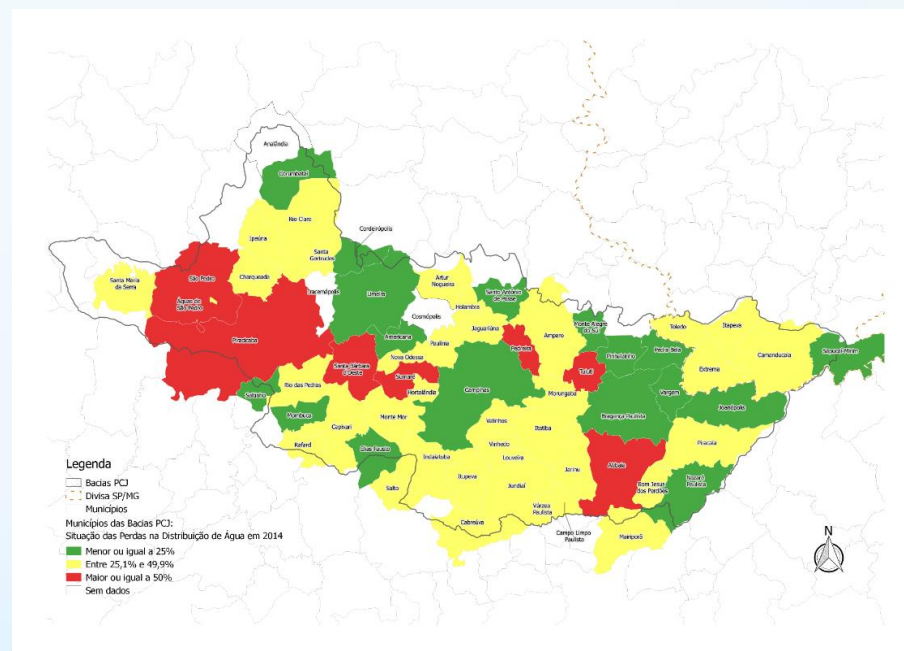 Analândia
Corumbataí
Rio Claro
Cordeirópolis
Ipeúna
Santa
Gertrudes
São Pedro
Charqueada
Santa Maria
da Serra
Águas de
São Pedro
Iracemápolis
Limeira
Artur
Nogueira
Santo Antônio
de Posse
Holambra
Cosmópolis
Jaguariúna
Piracicaba
Americana
Paulínia
Nova Odessa
Pedreira
Amparo
Monte Alegre
do Sul
Toledo
Itapeva
Pinhalzinho
Pedra Bela
Camanducaia
Sapucaí-Mirim
Santa Bárbara
d'Oeste
Sumaré
Hortolândia
Tuiuti
Extrema
Saltinho
Rio das Pedras
Campinas
Morungaba
Vargem
Joanópolis
Mombuca
Capivari
Monte Mor
Valinhos
Itatiba
Bragança Paulista
Rafard
Elias Fausto
Indaiatuba
Vinhedo
Louveira
Piracaia
Itupeva
Jundiaí
Jarinu
Atibaia
Nazaré
Paulista
Bom Jesus
dos Perdões
Salto
Cabreúva
Várzea
Paulista
Campo Limpo
Paulista
Mairiporã
N
Legenda
Bacias PCJ
Divisa SP/MG
Municípios
Municípios das Bacias PCJ:
Situação das Perdas na Distribuição de Água em 2014
Menor ou igual a 25%
Entre 25,1% e 49,9%
Maior ou igual a 50%
Sem dados